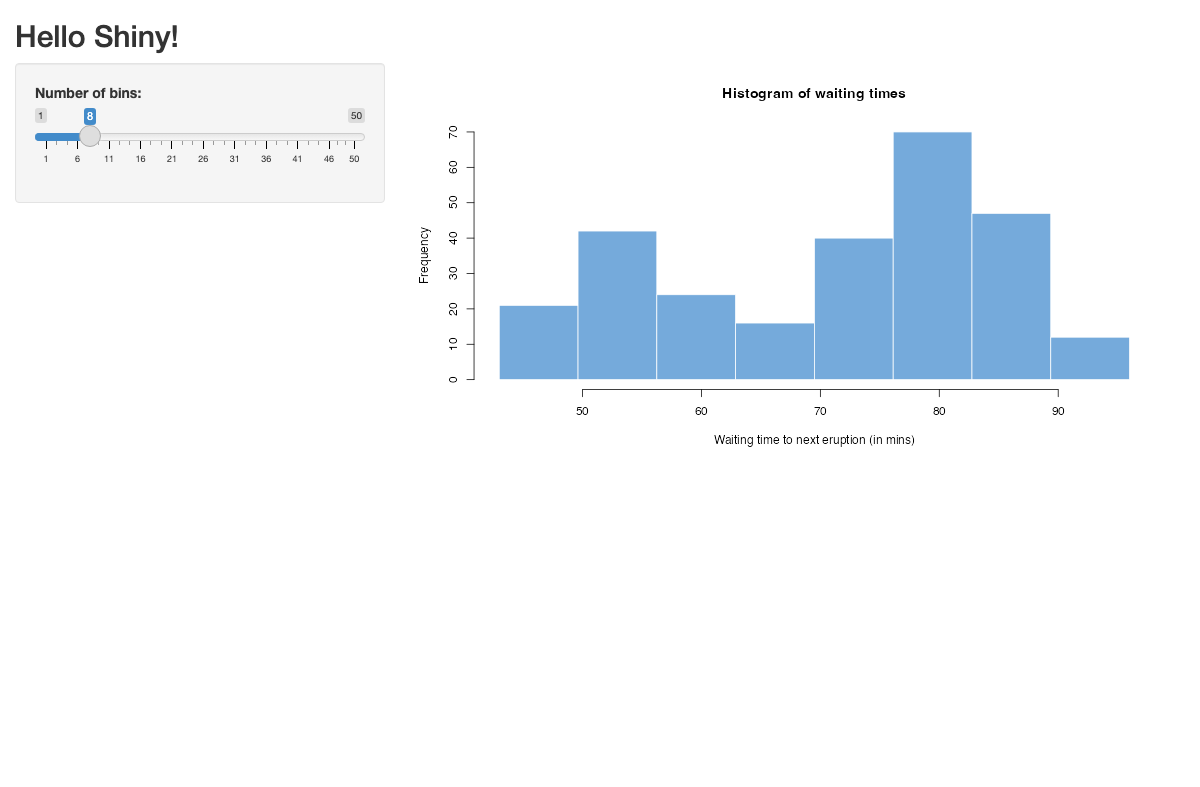 Hello Shiny!
Number of bins:
1 8 50
1 6 11 16 21 26 31 36 41 46 50
Histogram of waiting times
Frequency
70
60
50
40
30
20
10
0
50 60 70 80 90
Waiting time to next eruption (in mins)